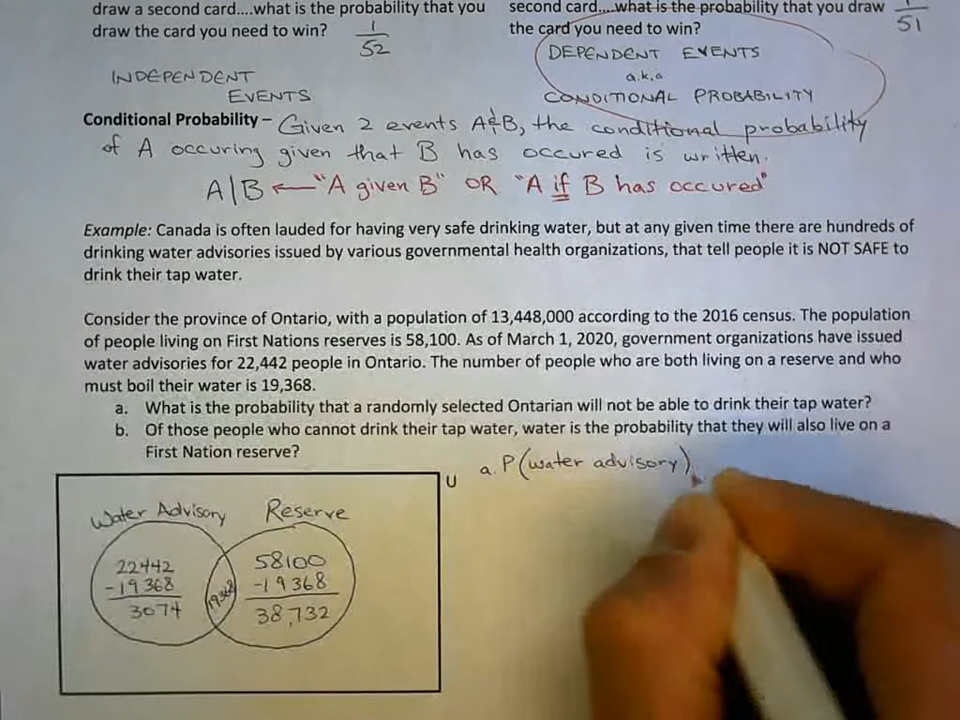 draw a second card....what is the probability that you
draw the card you need to win? 1/52
INDEPENDENT
EVENTS
second card....what is the probability that you draw
the card you need to win? 1/51
DEPENDENT EVENTS
a.k.a
CONDITIONAL PROBABILITY
Conditional Probability – Given 2 events A & B, the conditional probability
of A occuring given that B has occured is written.
A|B ← "A given B" OR "A if B has occured"
Example: Canada is often lauded for having very safe drinking water, but at any given time there are hundreds of
drinking water advisories issued by various governmental health organizations, that tell people it is NOT SAFE to
drink their tap water.
Consider the province of Ontario, with a population of 13,448,000 according to the 2016 census. The population
of people living on First Nations reserves is 58,100. As of March 1, 2020, government organizations have issued
water advisories for 22,442 people in Ontario. The number of people who are both living on a reserve and who
must boil their water is 19,368.
a. What is the probability that a randomly selected Ontarian will not be able to drink their tap water?
b. Of those people who cannot drink their tap water, water is the probability that they will also live on a
First Nation reserve?
a. P(water advisory)
U
Water Advisory Reserve
22442
-19368
3074
19368
58100
-19368
38,732